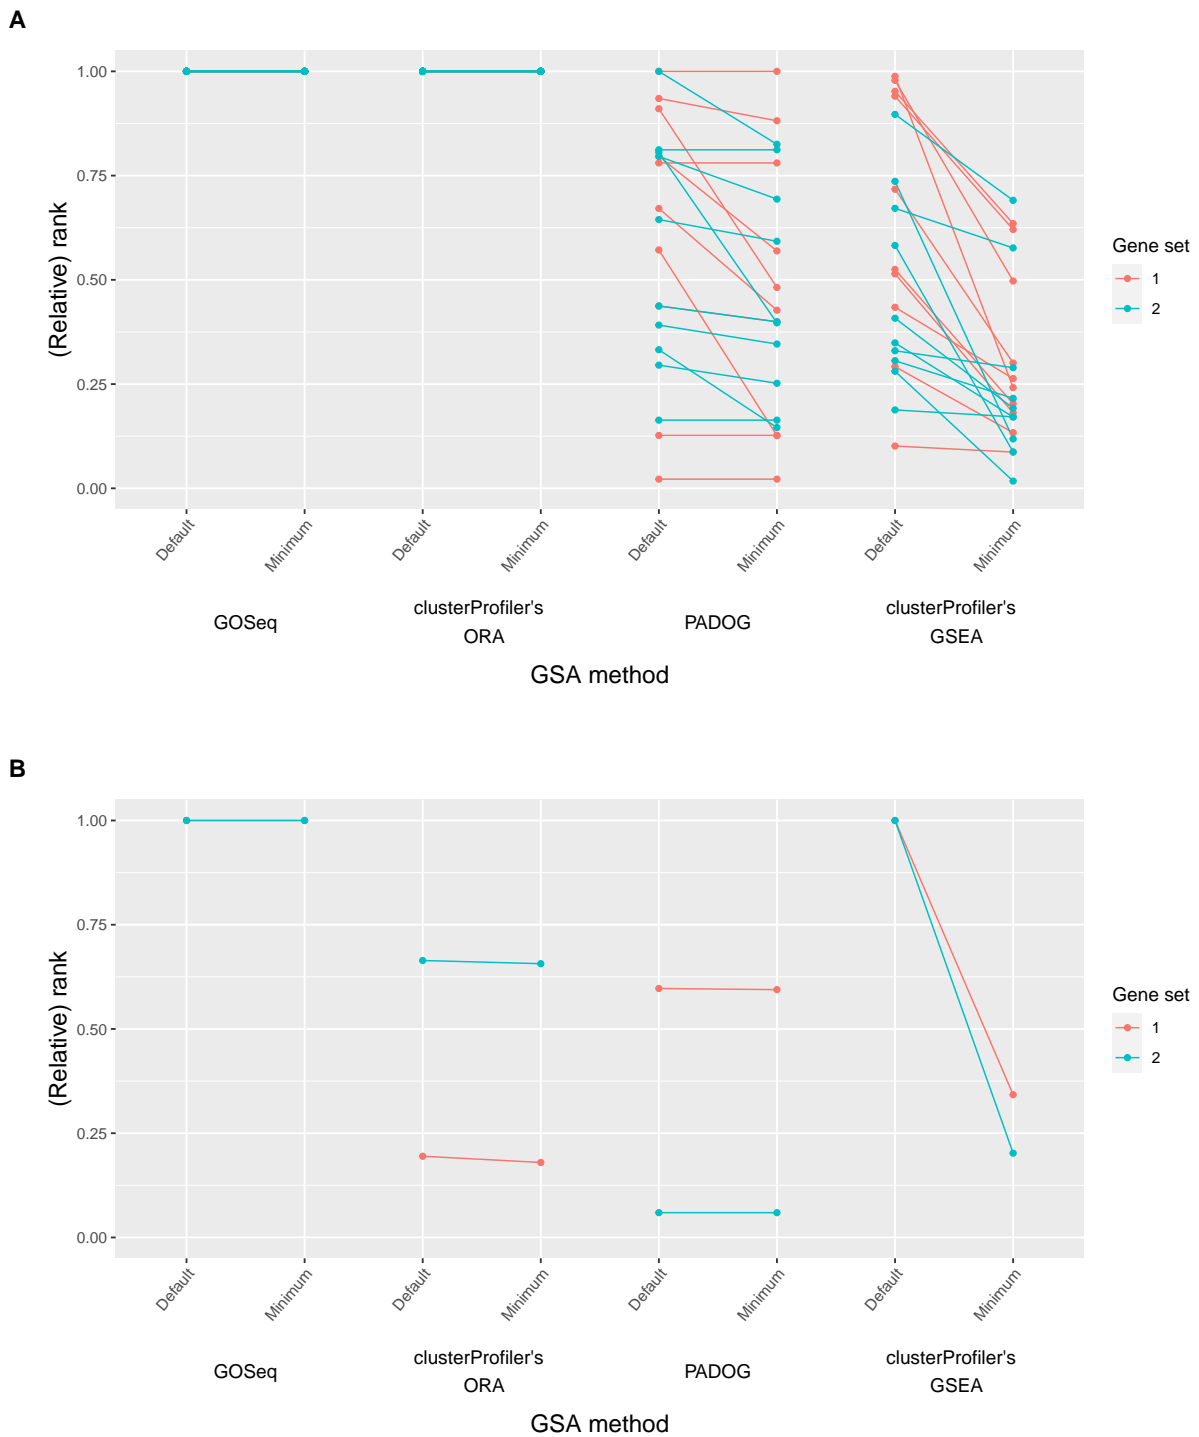 A
1.00
0.75
0.50
0.25
0.00
(Relative) rank
Default
Minimum
Default
Minimum
Default
Minimum
Default
Minimum
GOSeq
clusterProfiler's
ORA
PADOG
clusterProfiler's
GSEA
GSA method
Gene set
1
2
B
1.00
0.75
0.50
0.25
0.00
(Relative) rank
Default
Minimum
Default
Minimum
Default
Minimum
Default
Minimum
GOSeq
clusterProfiler's
ORA
PADOG
clusterProfiler's
GSEA
GSA method
Gene set
1
2